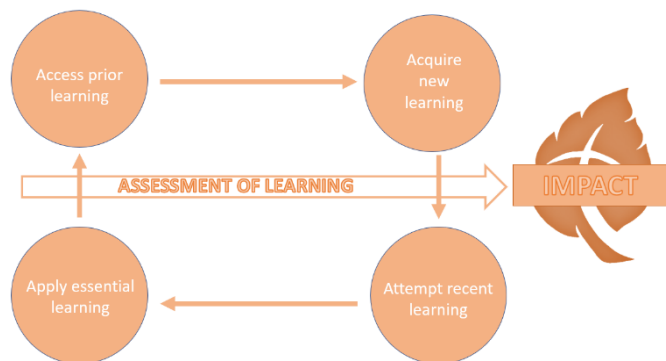 Access prior
learning
Acquire
new
learning
ASSESSMENT OF LEARNING
IMPACT
Apply essential
learning
Attempt recent
learning